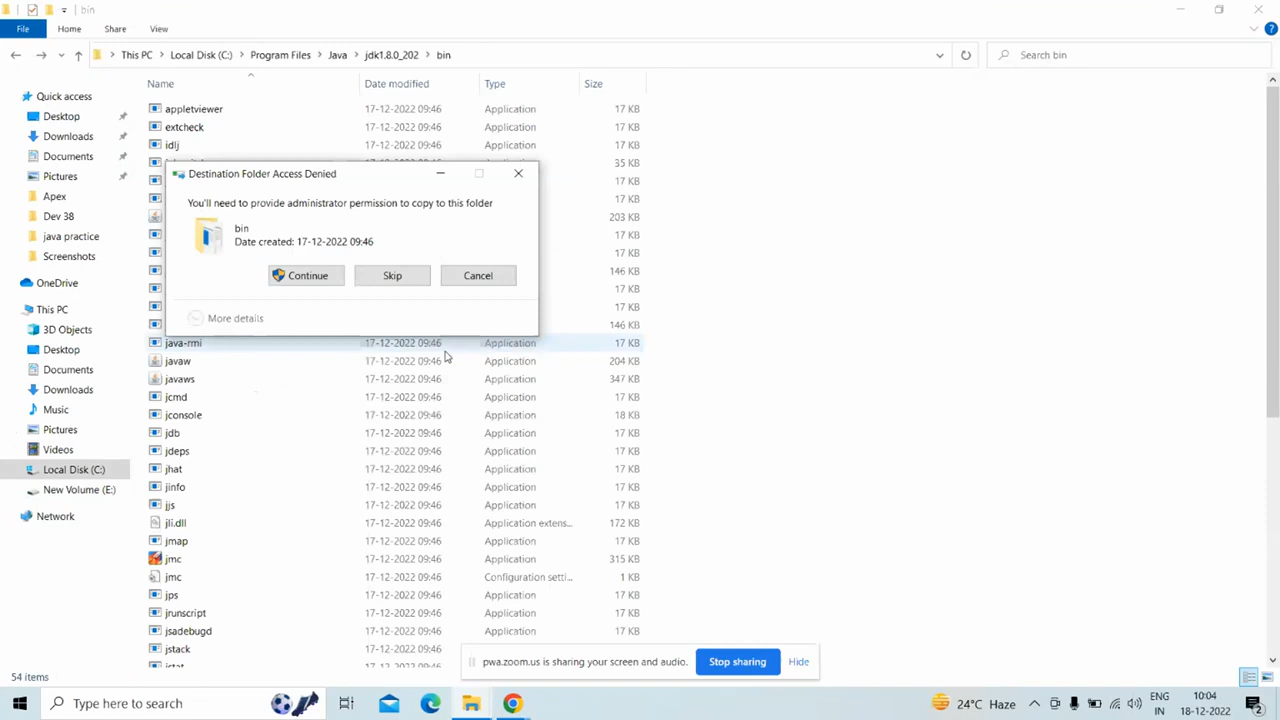 bin
File Home Share View
This PC Local Disk (C:) Program Files Java jdk1.8.0_202 bin Search bin
Name Date modified Type Size
Quick access
Desktop
Downloads
Documents
Pictures
Apex
Dev 38
java practice
Screenshots
OneDrive
This PC
3D Objects
Desktop
Documents
Downloads
Music
Pictures
Videos
Local Disk (C:)
New Volume (E:)
Network
appletviewer 17-12-2022 09:46 Application 17 KB
extcheck 17-12-2022 09:46 Application 17 KB
idlj 17-12-2022 09:46 Application 17 KB
35 KB
17 KB
17 KB
203 KB
17 KB
17 KB
146 KB
17 KB
17 KB
146 KB
Destination Folder Access Denied
You'll need to provide administrator permission to copy to this folder
bin
Date created: 17-12-2022 09:46
Continue Skip Cancel
More details
java-rmi 17-12-2022 09:46 Application 17 KB
javaw 17-12-2022 09:46 Application 204 KB
javaws 17-12-2022 09:46 Application 347 KB
jcmd 17-12-2022 09:46 Application 17 KB
jconsole 17-12-2022 09:46 Application 18 KB
jdb 17-12-2022 09:46 Application 17 KB
jdeps 17-12-2022 09:46 Application 17 KB
jhat 17-12-2022 09:46 Application 17 KB
jinfo 17-12-2022 09:46 Application 17 KB
jjs 17-12-2022 09:46 Application 17 KB
jli.dll 17-12-2022 09:46 Application extens... 172 KB
jmap 17-12-2022 09:46 Application 17 KB
jmc 17-12-2022 09:46 Application 315 KB
jmc 17-12-2022 09:46 Configuration setti... 1 KB
jps 17-12-2022 09:46 Application 17 KB
jrunscript 17-12-2022 09:46 Application 17 KB
jsadebugd 17-12-2022 09:46 Application 17 KB
jstack 17-12-2022 09:46 Application 17 KB
jstat 17-12-2022 09:46 Application 17 KB
pwa.zoom.us is sharing your screen and audio. Stop sharing Hide
54 items
Type here to search
24°C Haze
ENG
IN
10:04
18-12-2022
2